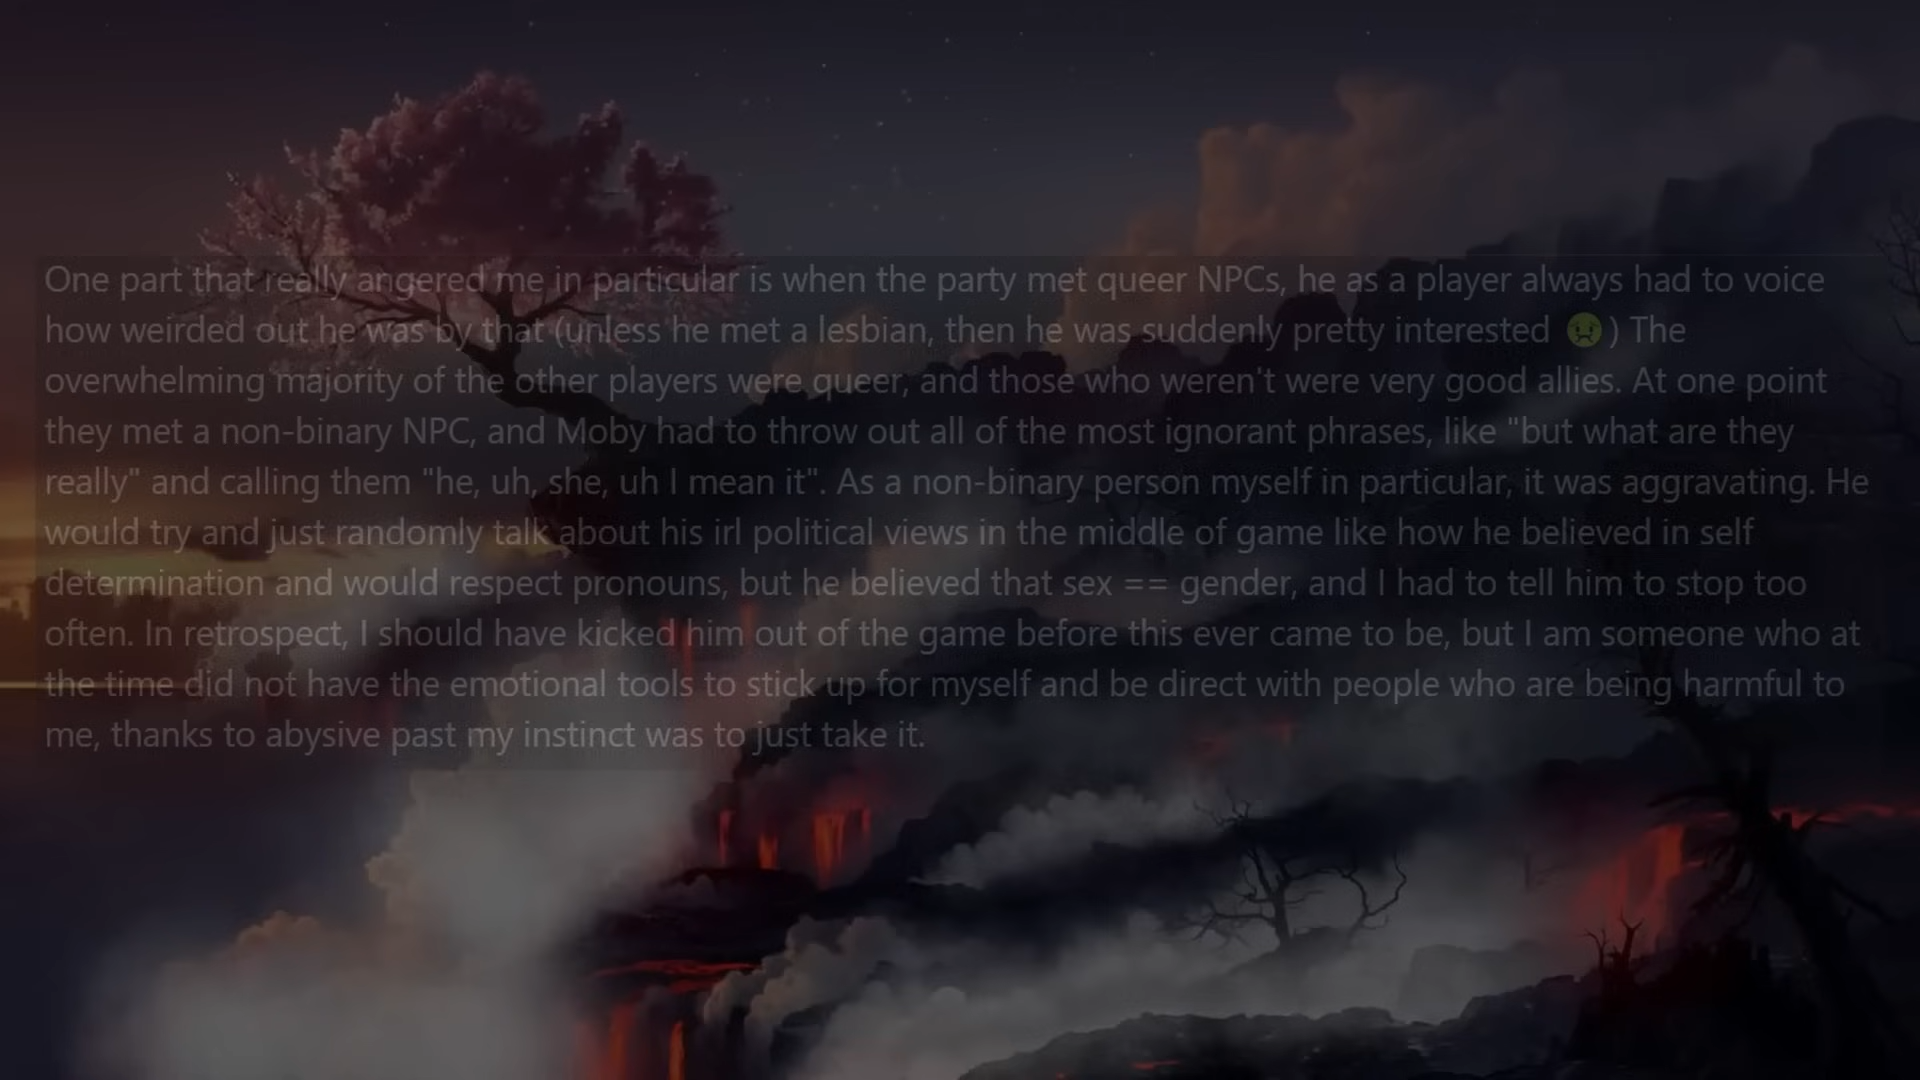 One part that really angered me in particular is when the party met queer NPCs, he as a player always had to voice
how weirded out he was by that (unless he met a lesbian, then he was suddenly pretty interested 🤢) The
overwhelming majority of the other players were queer, and those who weren't were very good allies. At one point
they met a non-binary NPC, and Moby had to throw out all of the most ignorant phrases, like "but what are they
really" and calling them "he, uh, she, uh I mean it". As a non-binary person myself in particular, it was aggravating. He
would try and just randomly talk about his irl political views in the middle of game like how he believed in self
determination and would respect pronouns, but he believed that sex == gender, and I had to tell him to stop too
often. In retrospect, I should have kicked him out of the game before this ever came to be, but I am someone who at
the time did not have the emotional tools to stick up for myself and be direct with people who are being harmful to
me, thanks to abysive past my instinct was to just take it.